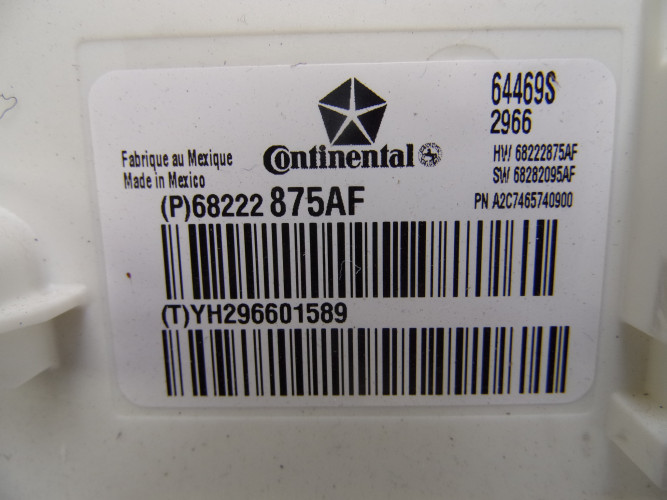 64469S
2966
Continental
Fabrique au Mexique
Made in Mexico
HW 68222875AF
SW 68282095AF
PN A2C7465740900
(P)68222 875AF
(T)YH296601589